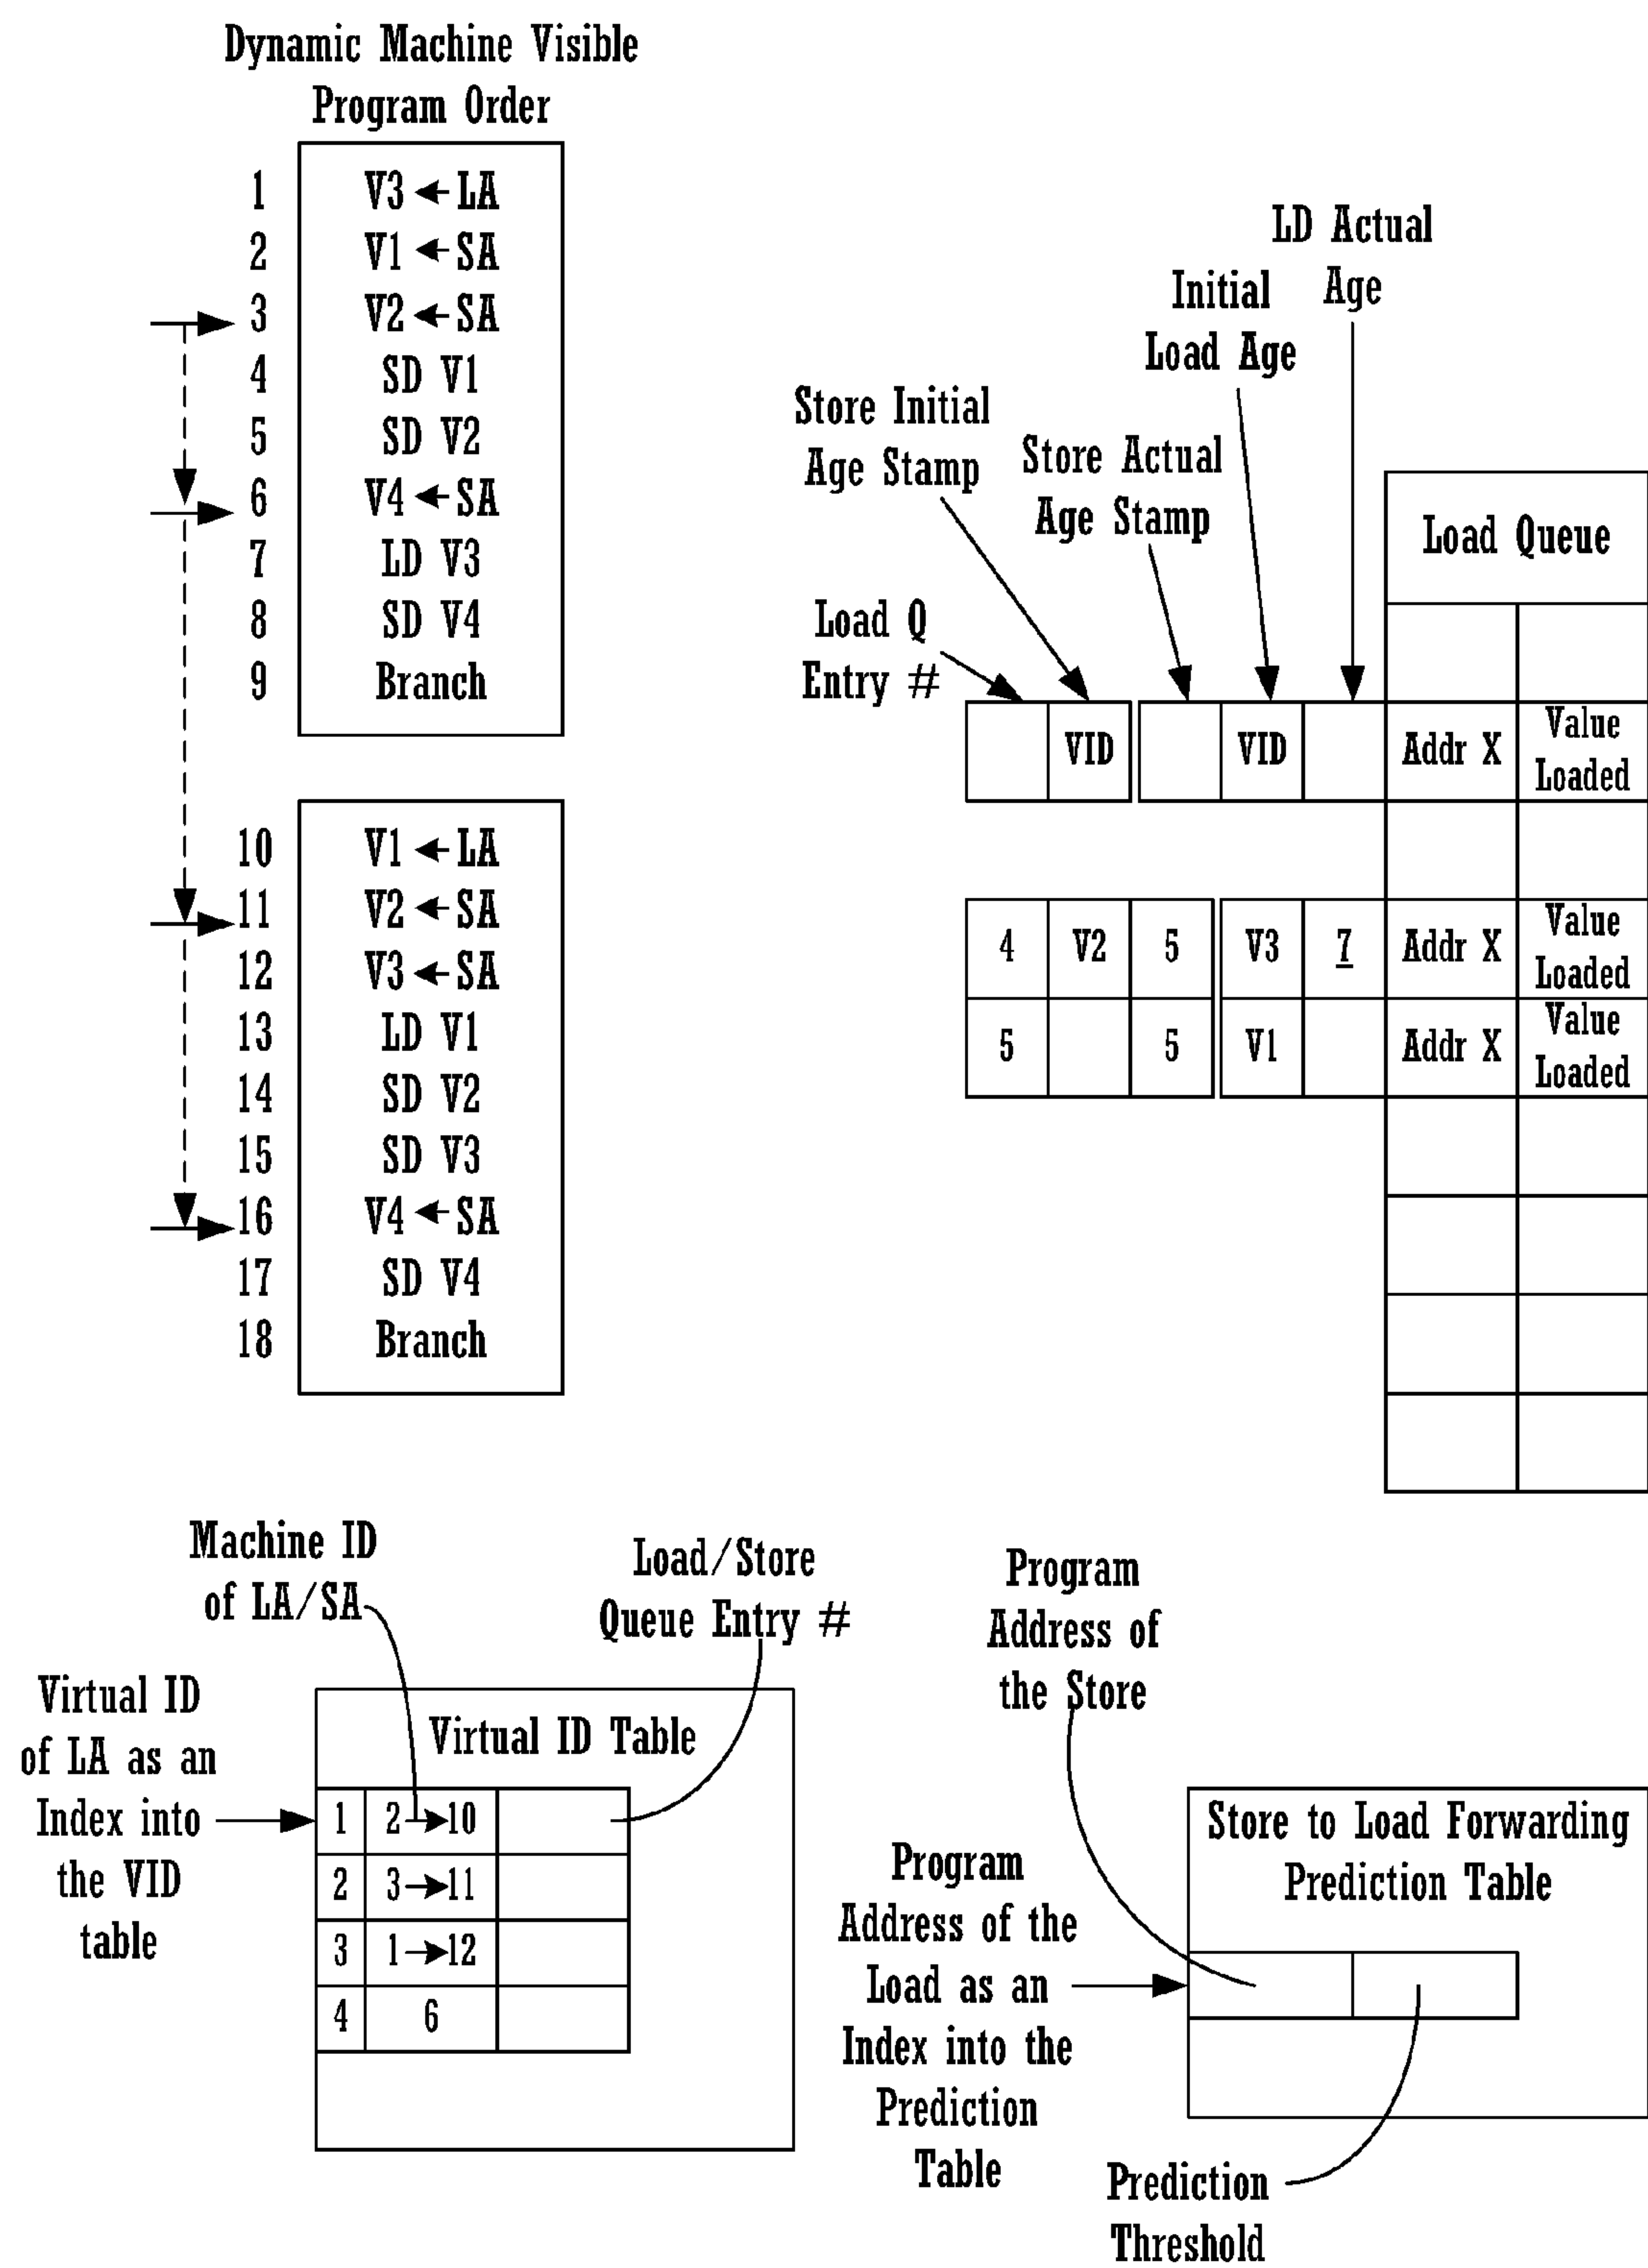 Dynamic Machine Visible
Program Order
1 V3 ← LA
2 V1 ← SA
3 V2 ← SA
4 SD V1
5 SD V2
6 V4 ← SA
7 LD V3
8 SD V4
9 Branch
10 V1 ← LA
11 V2 ← SA
12 V3 ← SA
13 LD V1
14 SD V2
15 SD V3
16 V4 ← SA
17 SD V4
18 Branch
LD Actual
Age
Initial
Load Age
Store Initial
Age Stamp
Store Actual
Age Stamp
Load Q
Entry #
Load Queue
VID VID Addr X Value
Loaded
4 V2 5 V3 7 Addr X Value
Loaded
5 5 V1 Addr X Value
Loaded
Machine ID
of LA/SA
Load/Store
Queue Entry #
Virtual ID
of LA as an
Index into
the VID
table
Virtual ID Table
1 2→10
2 3→11
3 1→12
4 6
Program
Address of
the Store
Program
Address of the
Load as an
Index into the
Prediction
Table
Store to Load Forwarding
Prediction Table
Prediction
Threshold